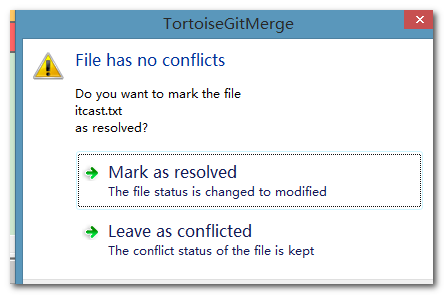 TortoiseGitMerge
File has no conflicts
Do you want to mark the file
itcast.txt
as resolved?
Mark as resolved
The file status is changed to modified
Leave as conflicted
The conflict status of the file is kept